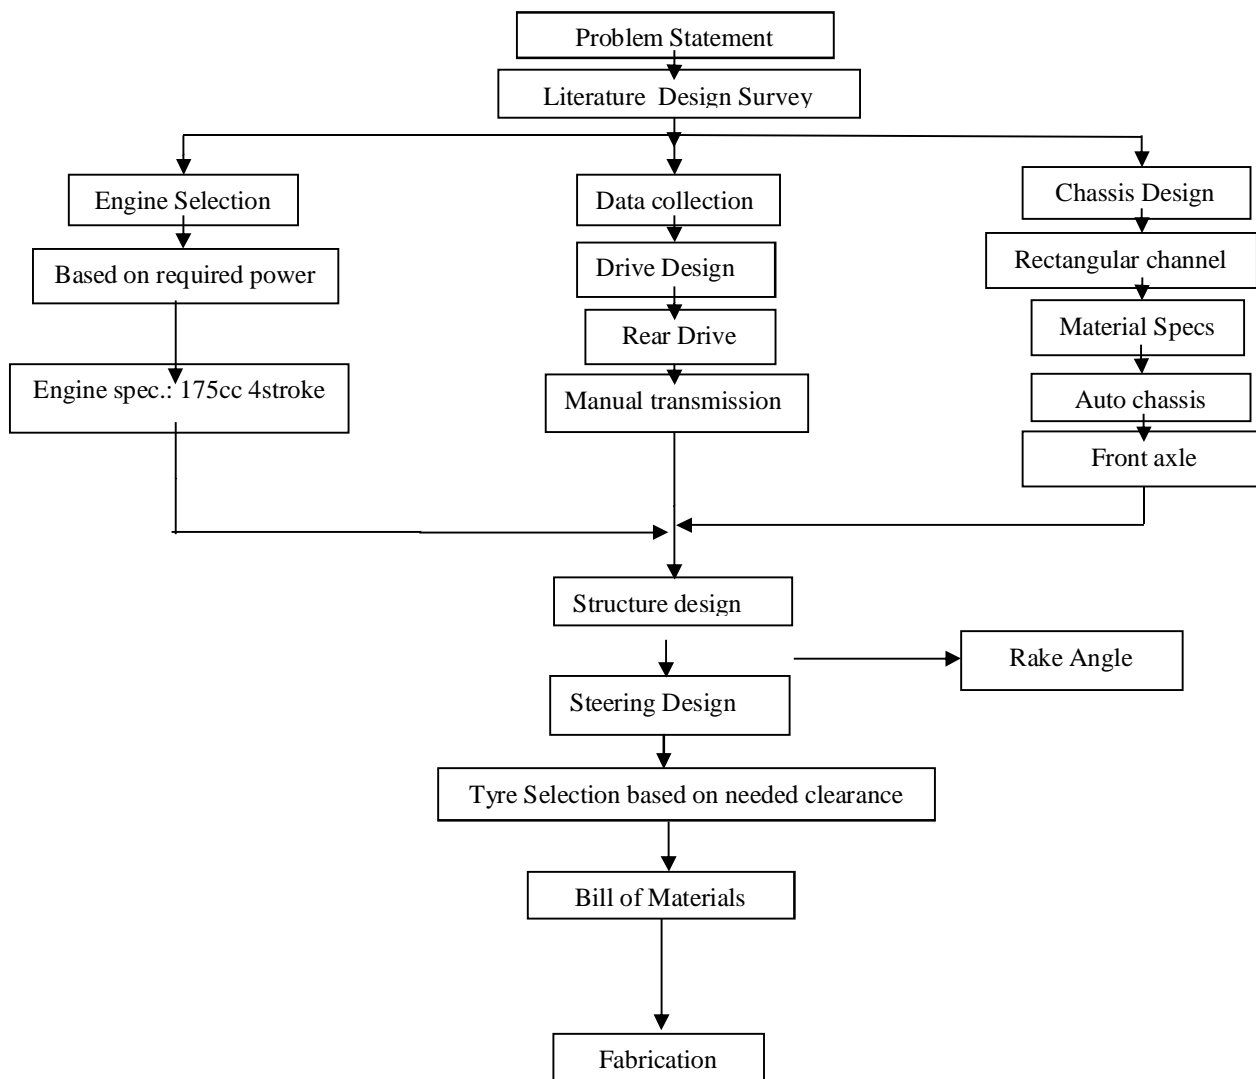 Problem Statement
Literature Design Survey
Engine Selection
Data collection
Chassis Design
Based on required power
Drive Design
Rectangular channel
Rear Drive
Material Specs
Engine spec.: 175cc 4stroke
Manual transmission
Auto chassis
Front axle
Structure design
Rake Angle
Steering Design
Tyre Selection based on needed clearance
Bill of Materials
Fabrication